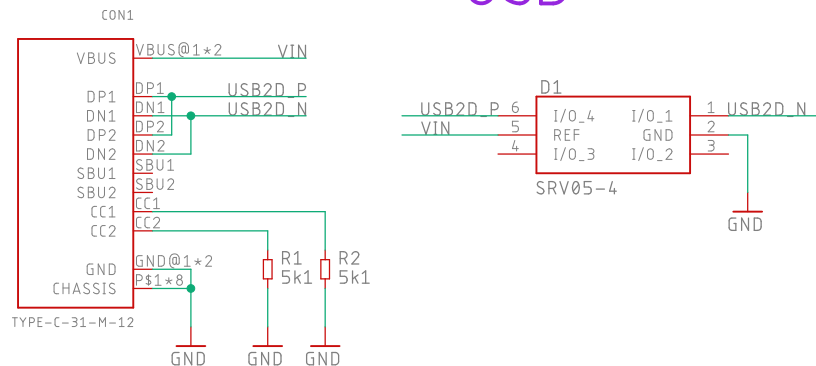 CON1
VBUS
VBUS@1*2
VIN
DP1
DP1
USB2D_P
DN1
DN1
USB2D_N
DP2
DP2
DN2
DN2
SBU1
SBU1
SBU2
SBU2
CC1
CC1
CC2
CC2
GND
GND@1*2
CHASSIS
P$1*8
TYPE-C-31-M-12
R1
5k1
R2
5k1
GND
GND
GND
D1
USB2D_P
6
I/O_4
I/O_1
1
USB2D_N
VIN
5
REF
GND
2
4
I/O_3
I/O_2
3
SRV05-4
GND